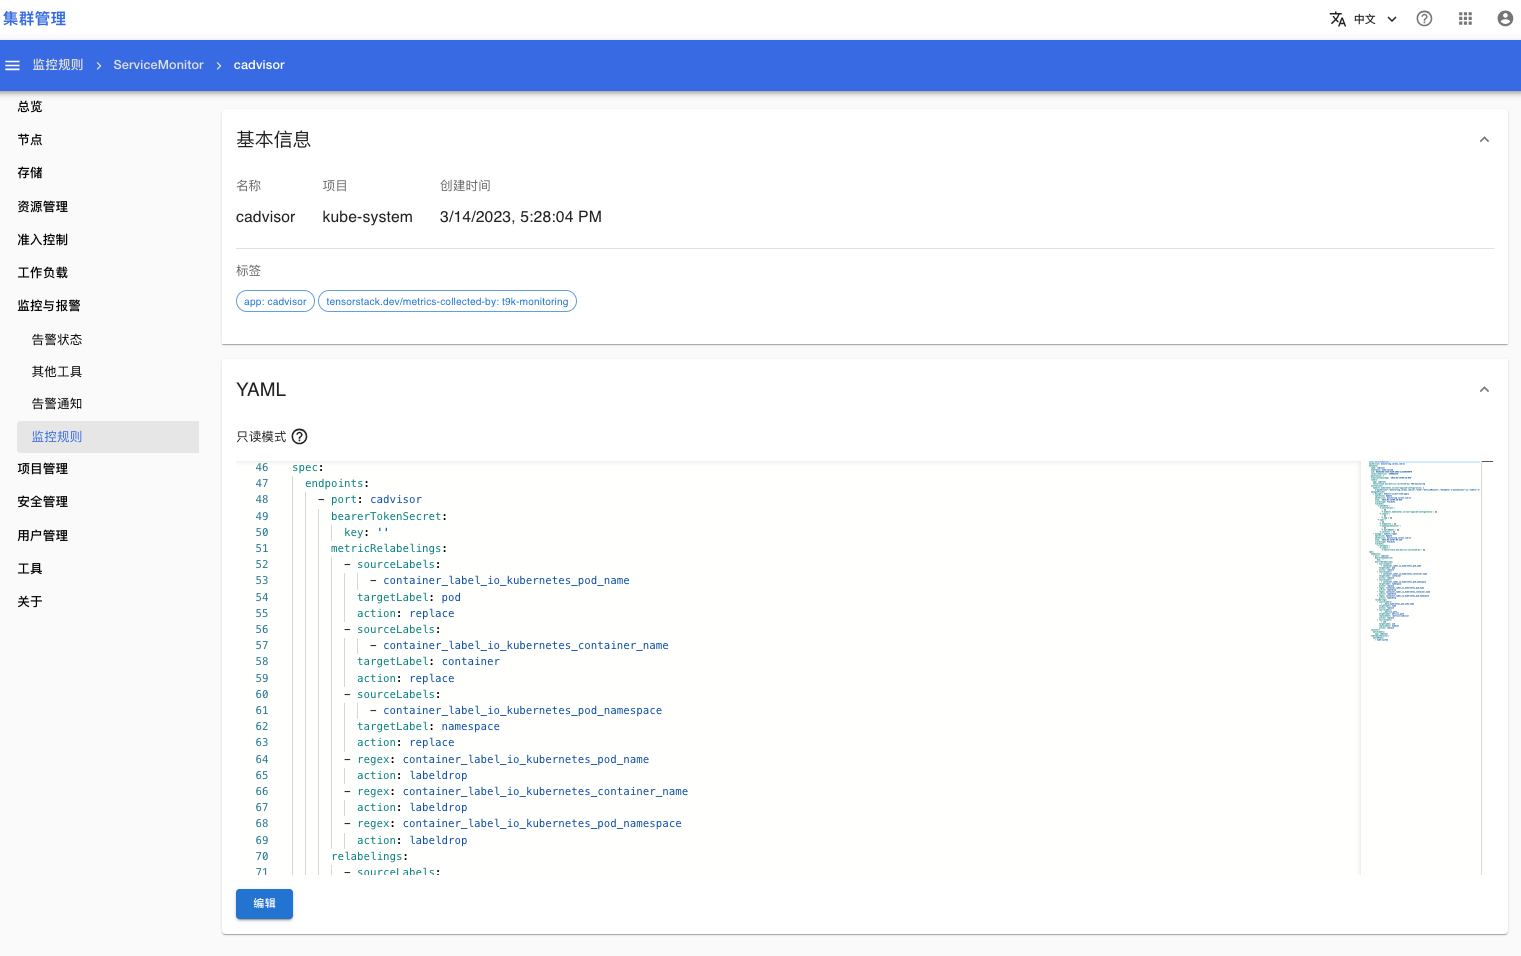 集群管理
中文
监控规则 > ServiceMonitor > cadvisor
总览
节点
存储
资源管理
准入控制
工作负载
监控与报警
告警状态
其他工具
告警通知
监控规则
项目管理
安全管理
用户管理
工具
关于
基本信息
名称 项目 创建时间
cadvisor kube-system 3/14/2023, 5:28:04 PM
标签
app: cadvisor tensorstack.dev/metrics-collected-by: t9k-monitoring
YAML
只读模式
46 spec:
47 endpoints:
48 - port: cadvisor
49 bearerTokenSecret:
50 key: ''
51 metricRelabelings:
52 - sourceLabels:
53 - container_label_io_kubernetes_pod_name
54 targetLabel: pod
55 action: replace
56 - sourceLabels:
57 - container_label_io_kubernetes_container_name
58 targetLabel: container
59 action: replace
60 - sourceLabels:
61 - container_label_io_kubernetes_pod_namespace
62 targetLabel: namespace
63 action: replace
64 - regex: container_label_io_kubernetes_pod_name
65 action: labeldrop
66 - regex: container_label_io_kubernetes_container_name
67 action: labeldrop
68 - regex: container_label_io_kubernetes_pod_namespace
69 action: labeldrop
70 relabelings:
71 - sourceLabels:
编辑